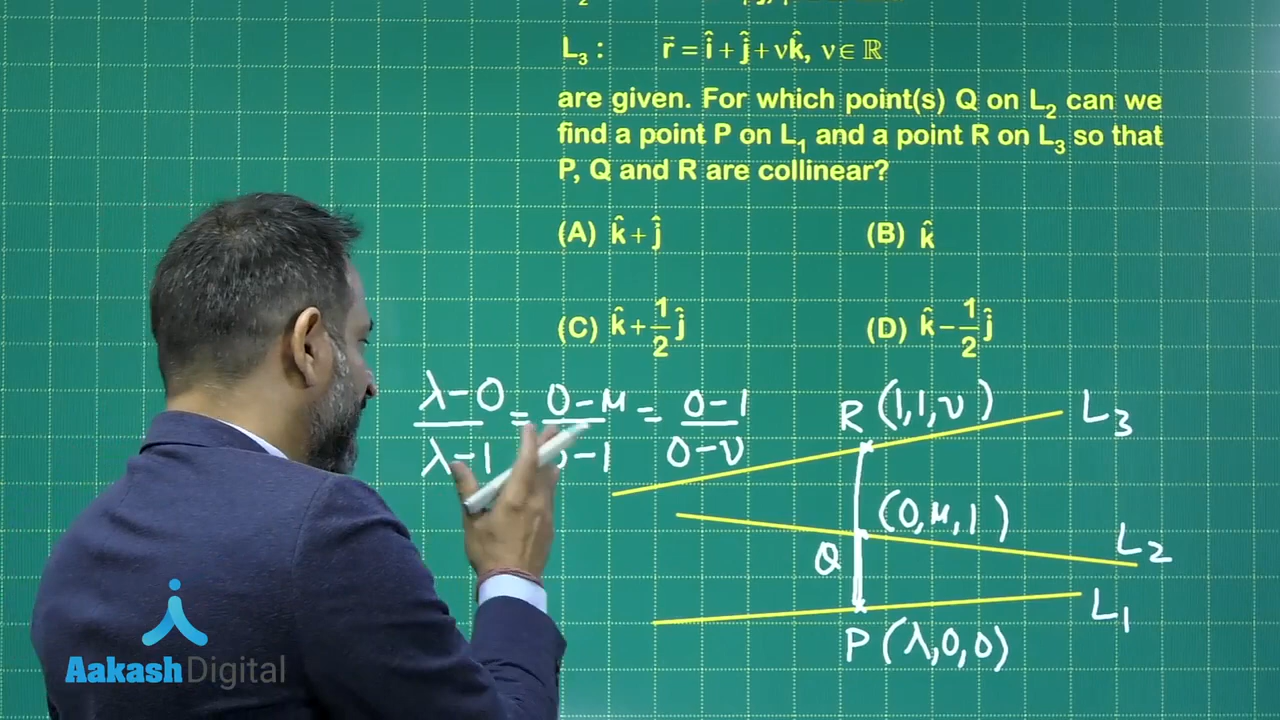 L₃ : r⃗ = î + ĵ + νk̂, ν ∈ ℝ
are given. For which point(s) Q on L₂ can we
find a point P on L₁ and a point R on L₃ so that
P, Q and R are collinear?
(A) k̂ + ĵ (B) k̂
(C) k̂ + 1/2 ĵ (D) k̂ − 1/2 ĵ
λ-0/λ-1 = 0-μ/-1 = 0-1/0-ν
R (1,1,ν) L₃
(0,μ,1)
Q L₂
L₁
P (λ,0,0)
Aakash Digital